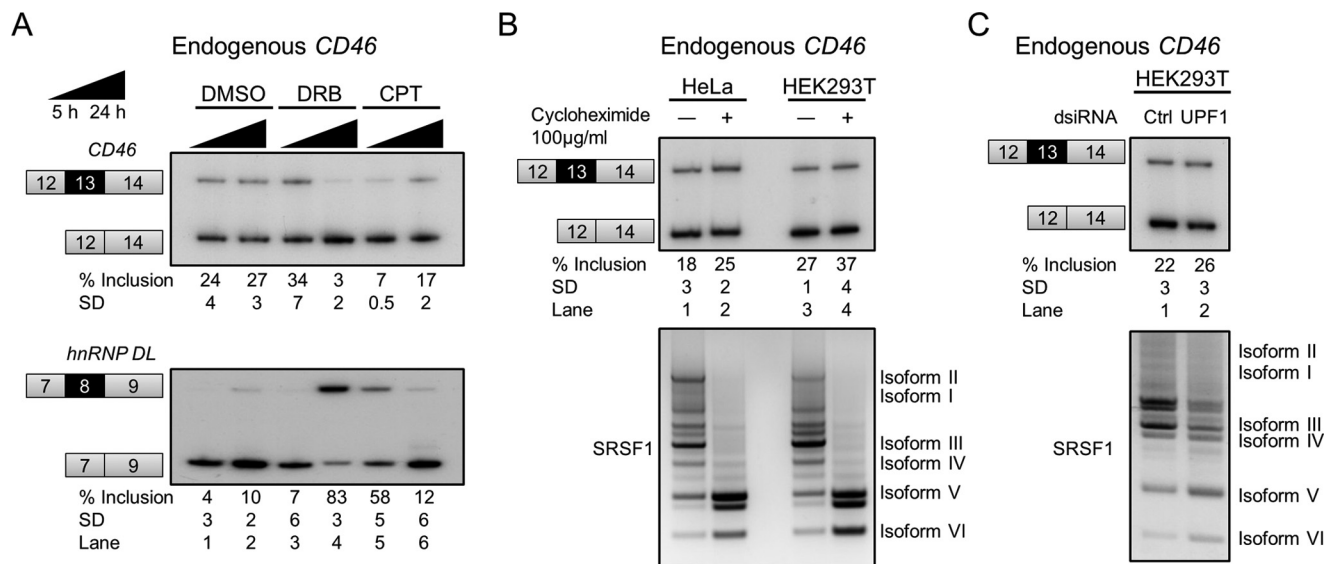 A
Endogenous CD46
5 h 24 h
DMSO DRB CPT
CD46
12 13 14
12 14
% Inclusion 24 27 34 3 7 17
SD 4 3 7 2 0.5 2
hnRNP DL
7 8 9
7 9
% Inclusion 4 10 7 83 58 12
SD 3 2 6 3 5 6
Lane 1 2 3 4 5 6
B
Endogenous CD46
HeLa HEK293T
Cycloheximide
100µg/ml
— + — +
12 13 14
12 14
% Inclusion 18 25 27 37
SD 3 2 1 4
Lane 1 2 3 4
SRSF1
Isoform II
Isoform I
Isoform III
Isoform IV
Isoform V
Isoform VI
C
Endogenous CD46
HEK293T
dsiRNA Ctrl UPF1
12 13 14
12 14
% Inclusion 22 26
SD 3 3
Lane 1 2
SRSF1
Isoform II
Isoform I
Isoform III
Isoform IV
Isoform V
Isoform VI